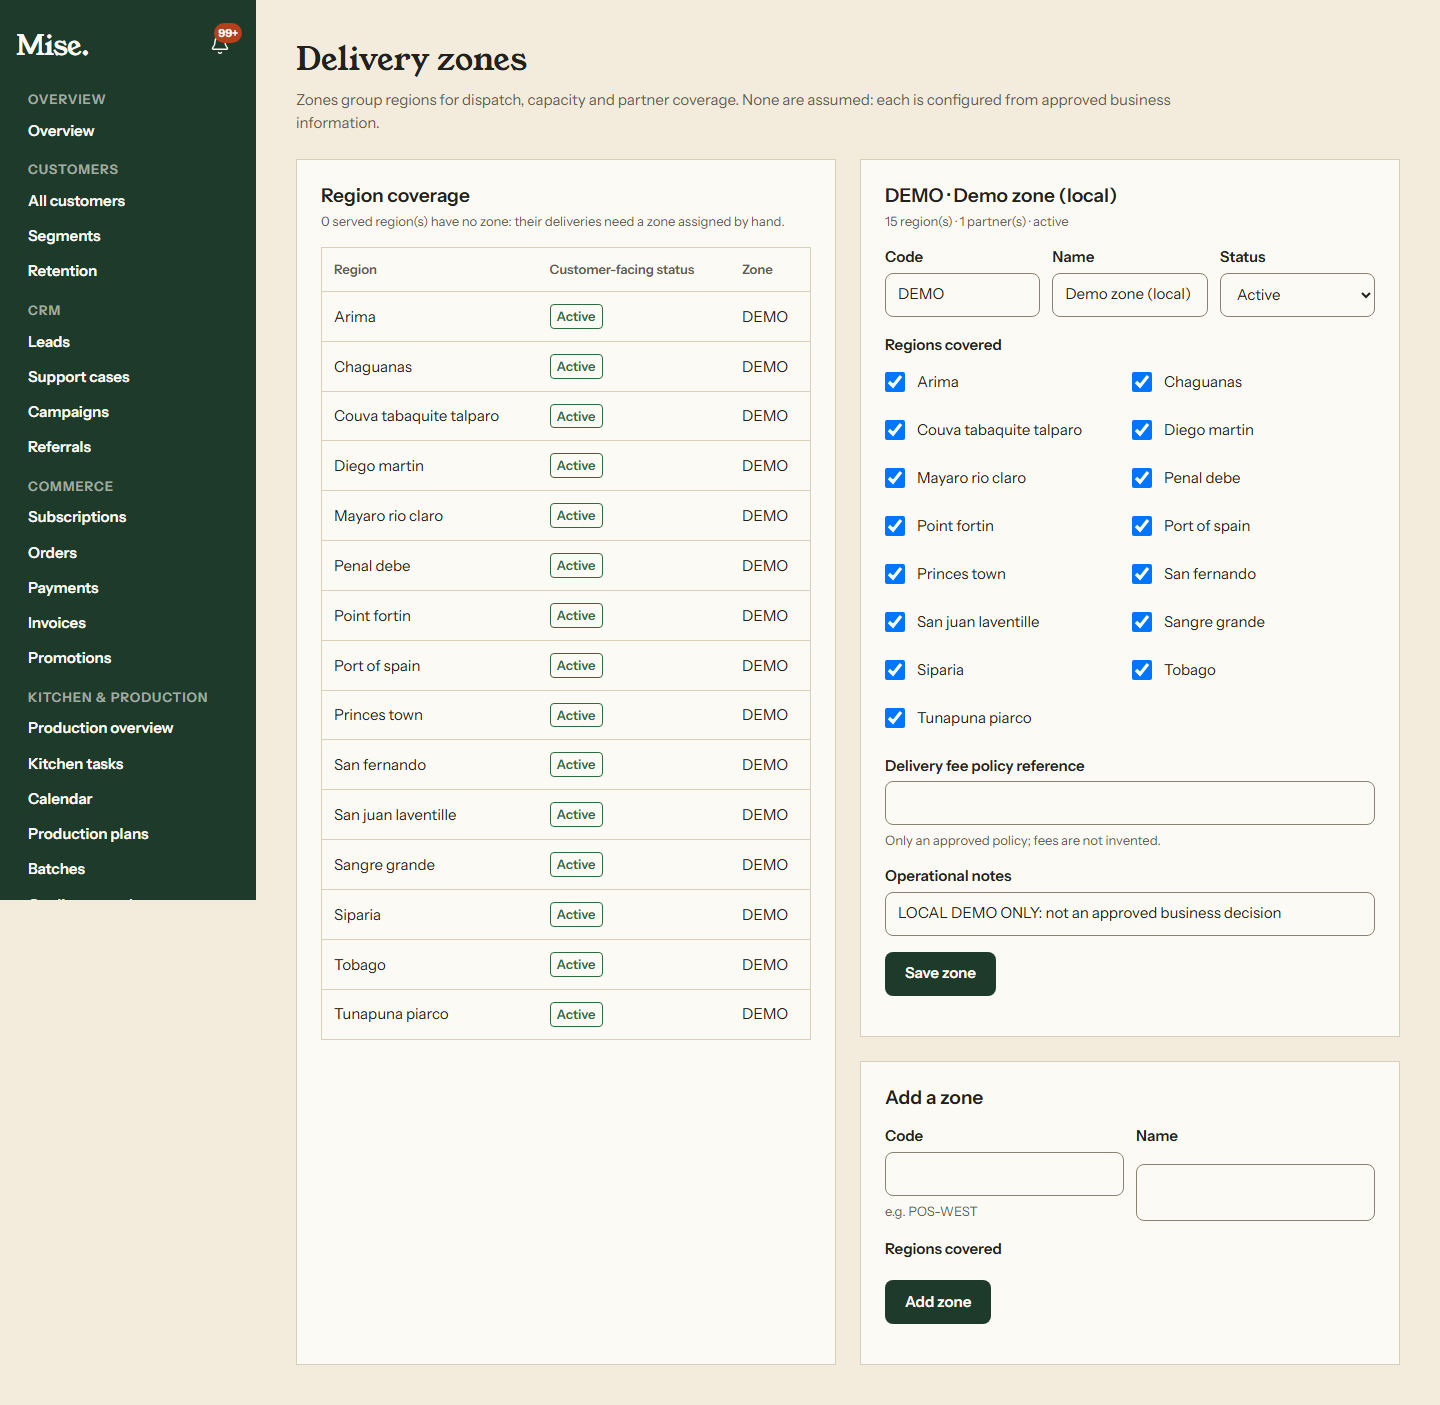 Mise.
99+
OVERVIEW
Overview
CUSTOMERS
All customers
Segments
Retention
CRM
Leads
Support cases
Campaigns
Referrals
COMMERCE
Subscriptions
Orders
Payments
Invoices
Promotions
KITCHEN & PRODUCTION
Production overview
Kitchen tasks
Calendar
Production plans
Batches
Delivery zones
Zones group regions for dispatch, capacity and partner coverage. None are assumed: each is configured from approved business
information.
Region coverage
0 served region(s) have no zone: their deliveries need a zone assigned by hand.
Region Customer-facing status Zone
Arima Active DEMO
Chaguanas Active DEMO
Couva tabaquite talparo Active DEMO
Diego martin Active DEMO
Mayaro rio claro Active DEMO
Penal debe Active DEMO
Point fortin Active DEMO
Port of spain Active DEMO
Princes town Active DEMO
San fernando Active DEMO
San juan laventille Active DEMO
Sangre grande Active DEMO
Siparia Active DEMO
Tobago Active DEMO
Tunapuna piarco Active DEMO
DEMO · Demo zone (local)
15 region(s) · 1 partner(s) · active
Code Name Status
DEMO Demo zone (local) Active
Regions covered
Arima Chaguanas
Couva tabaquite talparo Diego martin
Mayaro rio claro Penal debe
Point fortin Port of spain
Princes town San fernando
San juan laventille Sangre grande
Siparia Tobago
Tunapuna piarco
Delivery fee policy reference
Only an approved policy; fees are not invented.
Operational notes
LOCAL DEMO ONLY: not an approved business decision
Save zone
Add a zone
Code Name
e.g. POS-WEST
Regions covered
Add zone